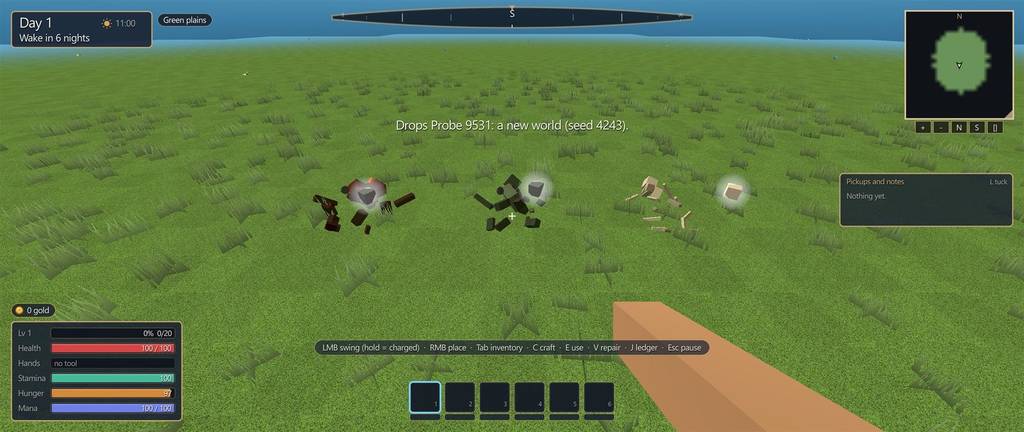 Day 1
11:00
Wake in 6 nights
Green plains
S
N
+ - N S []
Drops Probe 9531: a new world (seed 4243).
Pickups and notes
L tuck
Nothing yet.
0 gold
Lv 1
0% 0/20
Health
100 / 100
Hands
no tool
Stamina
100
Hunger
97
Mana
100 / 100
LMB swing (hold = charged) · RMB place · Tab inventory · C craft · E use · V repair · J ledger · Esc pause
1 2 3 4 5 6